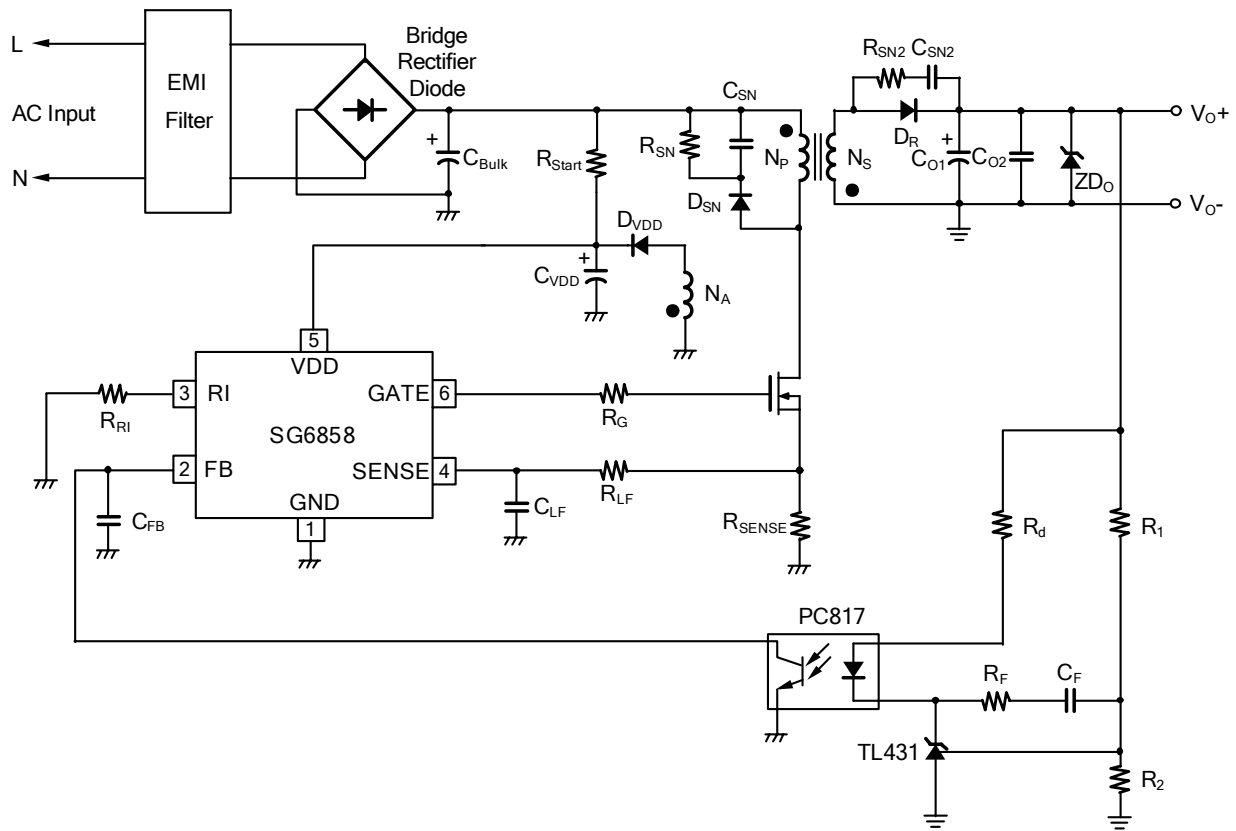 L
AC Input
N
EMI
Filter
Bridge
Rectifier
Diode
+
C_Bulk
R_Start
R_SN
C_SN
D_SN
N_P
N_S
R_SN2
C_SN2
D_R
+
C_O1
C_O2
ZD_O
V_O+
V_O-
D_VDD
+
C_VDD
N_A
5
VDD
3
RI
R_RI
GATE
6
R_G
SG6858
2
FB
SENSE
4
R_LF
C_FB
GND
1
C_LF
R_SENSE
R_d
R_1
PC817
R_F
C_F
TL431
R_2